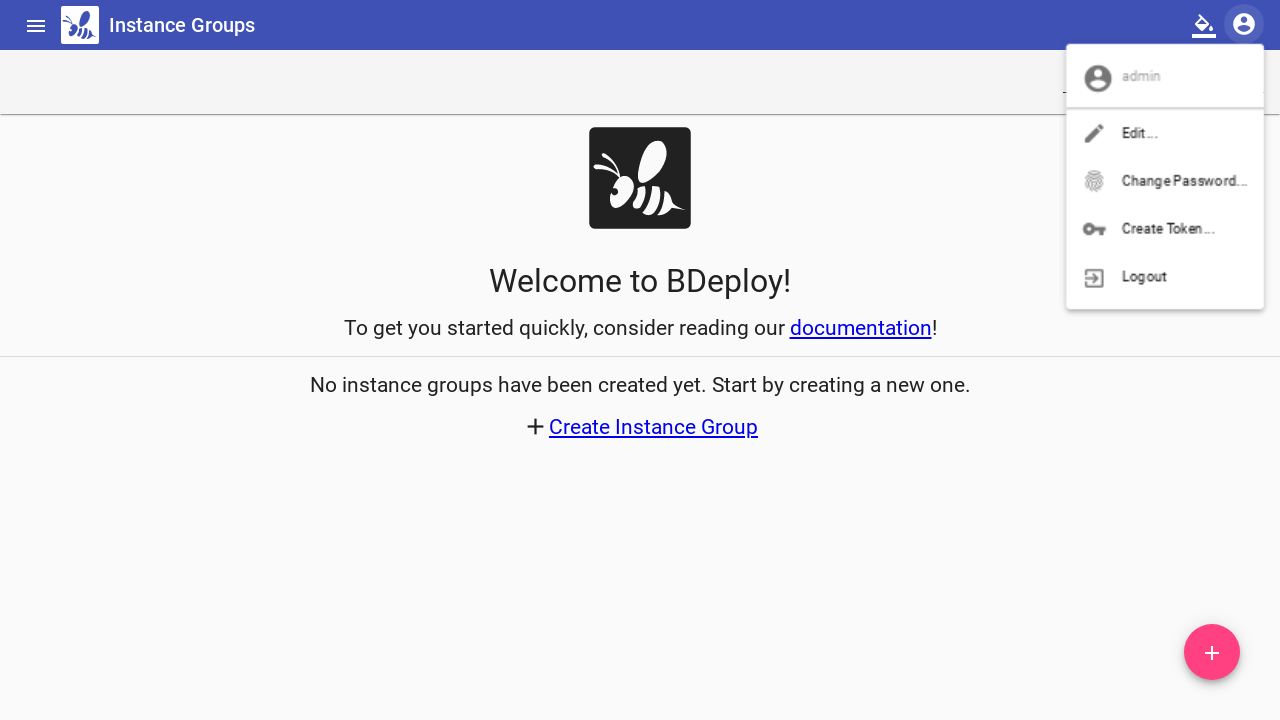 Instance Groups
admin
Edit...
Change Password...
Create Token...
Logout
Welcome to BDeploy!
To get you started quickly, consider reading our documentation!
No instance groups have been created yet. Start by creating a new one.
Create Instance Group